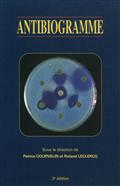 ANTIBIOGRAMME
Sous la direction de
Patrice COURVALIN et Roland LECLERCQ
3e édition